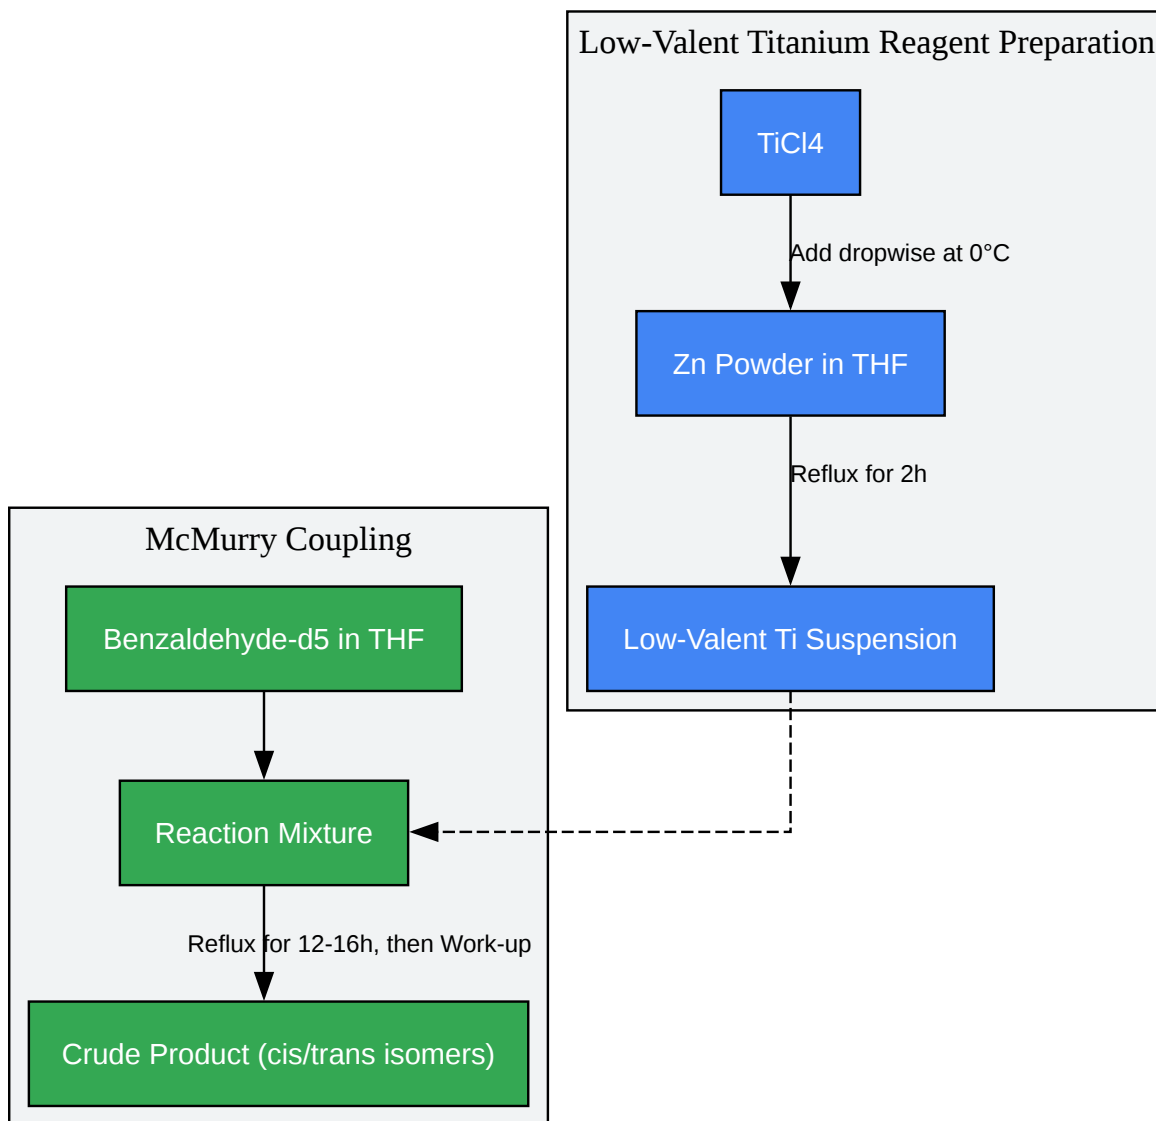 Low-Valent Titanium Reagent Preparation
TiCl4
Add dropwise at 0°C
Zn Powder in THF
Reflux for 2h
Low-Valent Ti Suspension
McMurry Coupling
Benzaldehyde-d5 in THF
Reaction Mixture
Reflux for 12-16h, then Work-up
Crude Product (cis/trans isomers)